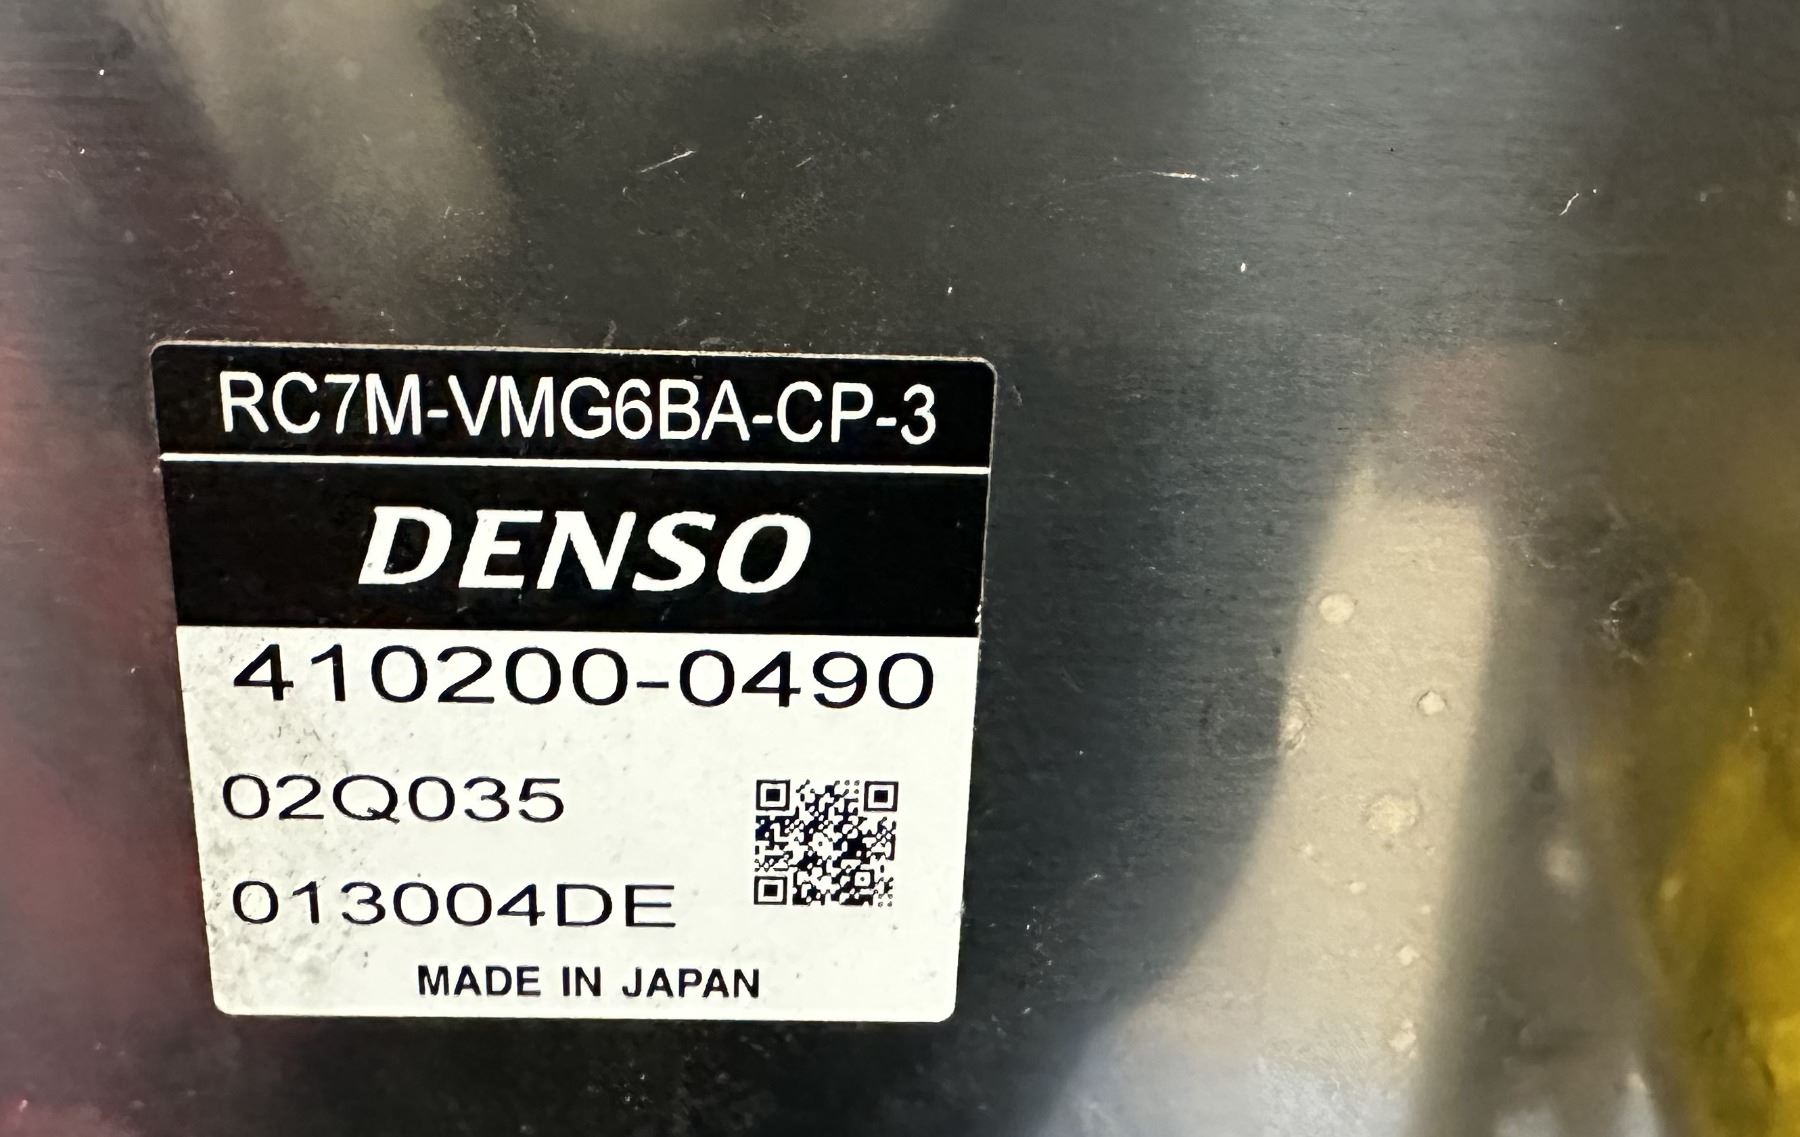 RC7M-VMG6BA-CP-3
DENSO
410200-0490
02Q035
013004DE
MADE IN JAPAN